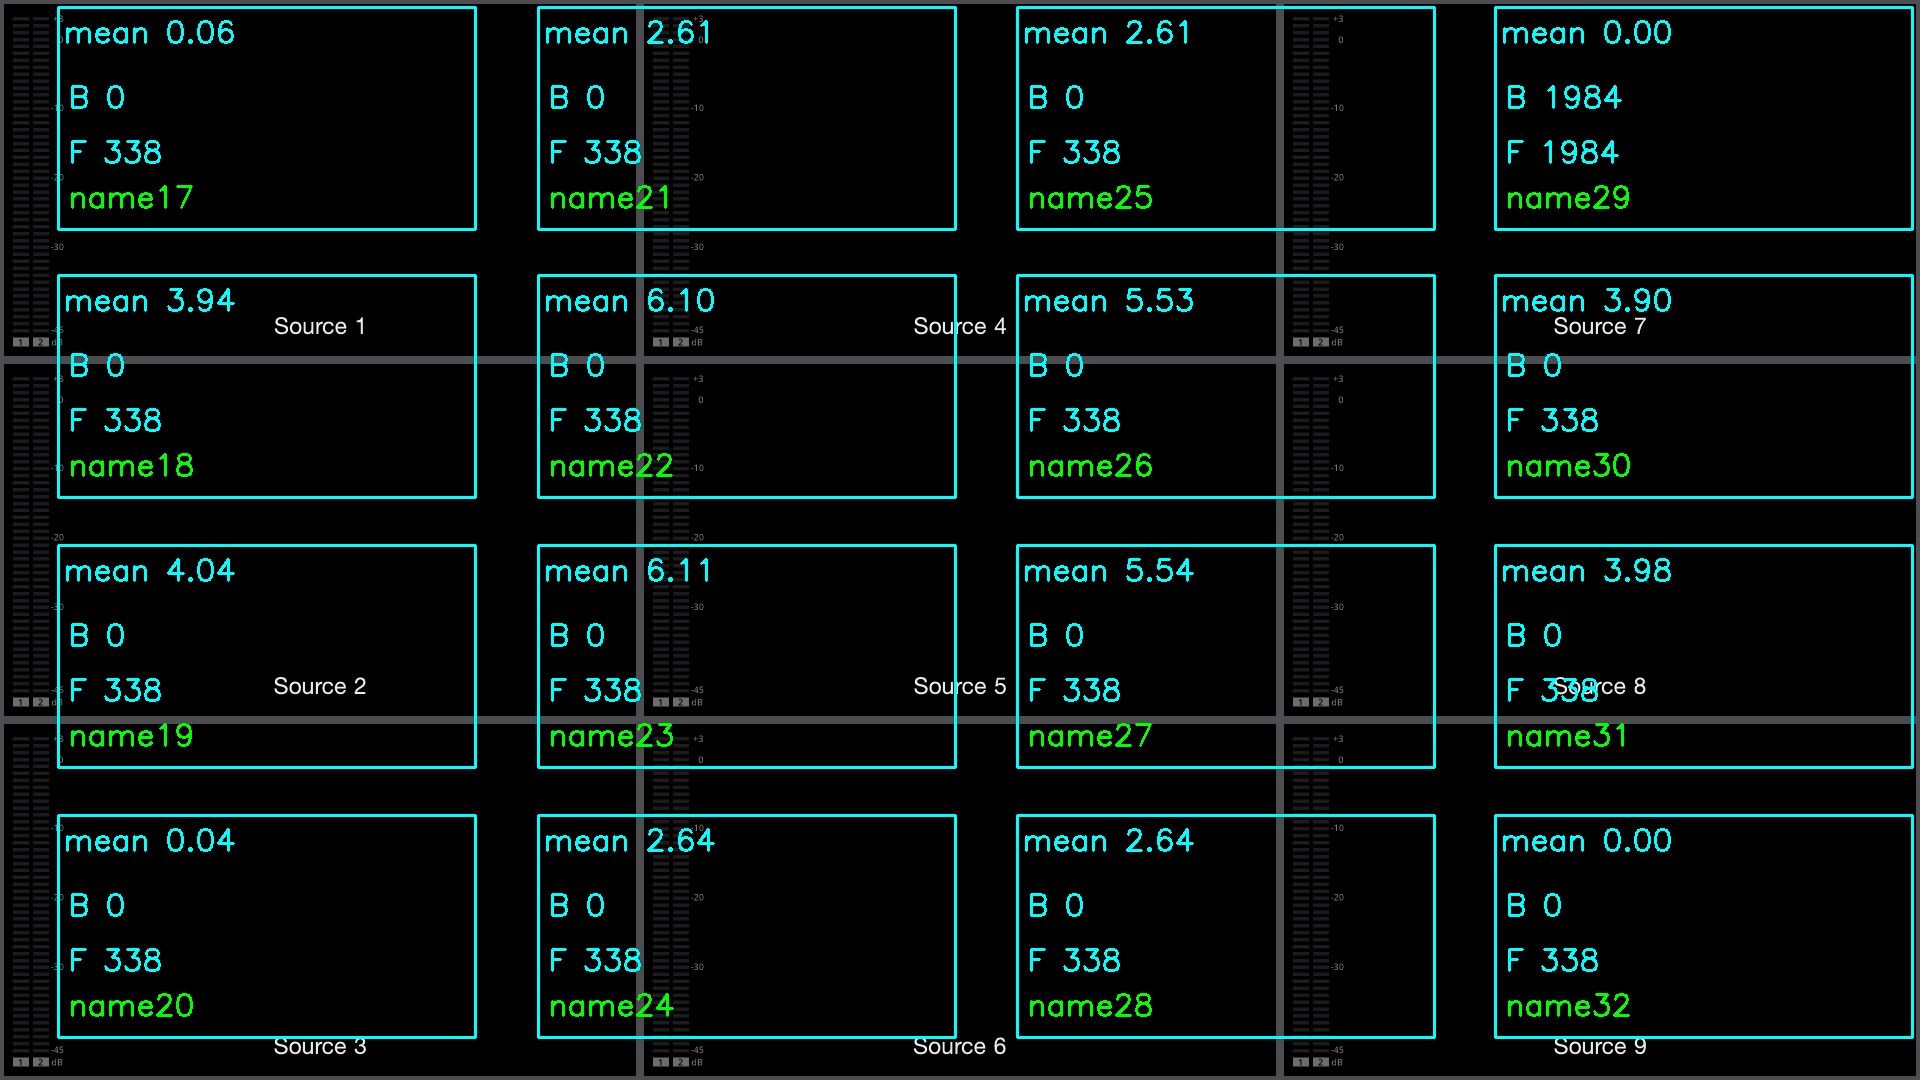 mean 0.06
B 0
F 338
name17
mean 2.61
B 0
F 338
name21
mean 2.61
B 0
F 338
name25
mean 0.00
B 1984
F 1984
name29
mean 3.94
Source 1
B 0
F 338
name18
mean 6.10
Source 4
B 0
F 338
name22
mean 5.53
B 0
F 338
name26
mean 3.90
Source 7
B 0
F 338
name30
mean 4.04
B 0
F 338
Source 2
name19
mean 6.11
B 0
F 338
Source 5
name23
mean 5.54
B 0
F 338
name27
mean 3.98
B 0
F 338
Source 8
name31
mean 0.04
B 0
F 338
name20
Source 3
mean 2.64
B 0
F 338
name24
Source 6
mean 2.64
B 0
F 338
name28
mean 0.00
B 0
F 338
name32
Source 9